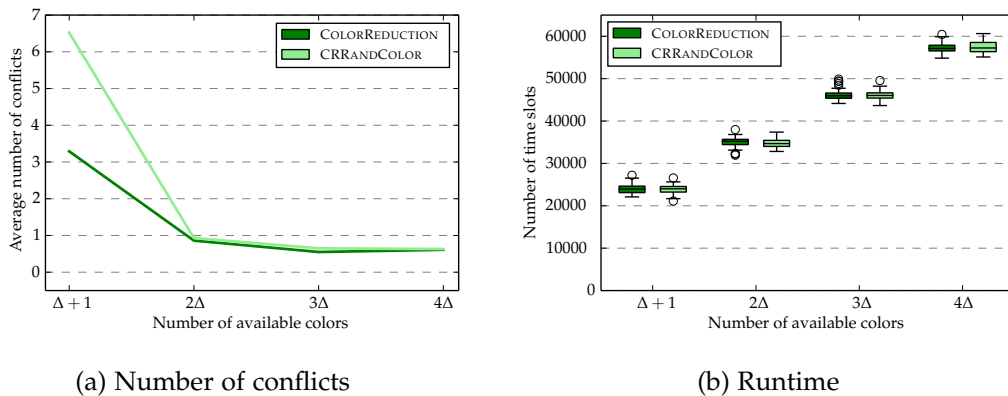 7
6
5
4
3
2
1
0
Average number of conflicts
COLORREDUCTION
CRRANDCOLOR
Δ + 1 2Δ 3Δ 4Δ
Number of available colors
(a) Number of conflicts
60000
50000
40000
30000
20000
10000
0
Number of time slots
COLORREDUCTION
CRRANDCOLOR
Δ + 1 2Δ 3Δ 4Δ
Number of available colors
(b) Runtime